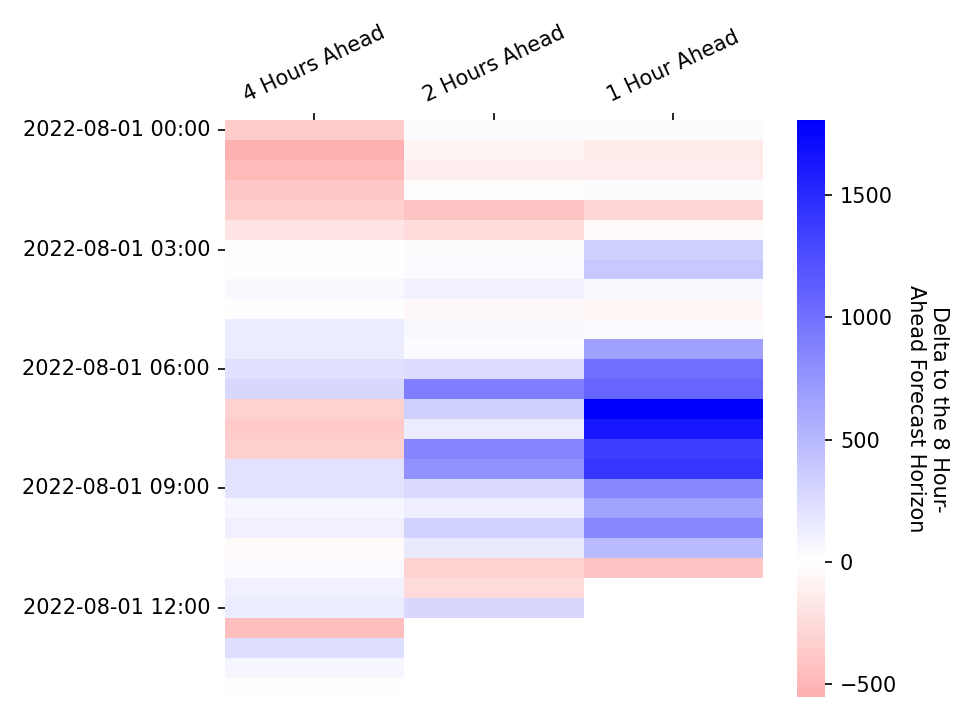 4 Hours Ahead
2 Hours Ahead
1 Hour Ahead
2022-08-01 00:00
2022-08-01 03:00
2022-08-01 06:00
2022-08-01 09:00
2022-08-01 12:00
1500
1000
500
0
−500
Delta to the 8 Hour-
Ahead Forecast Horizon